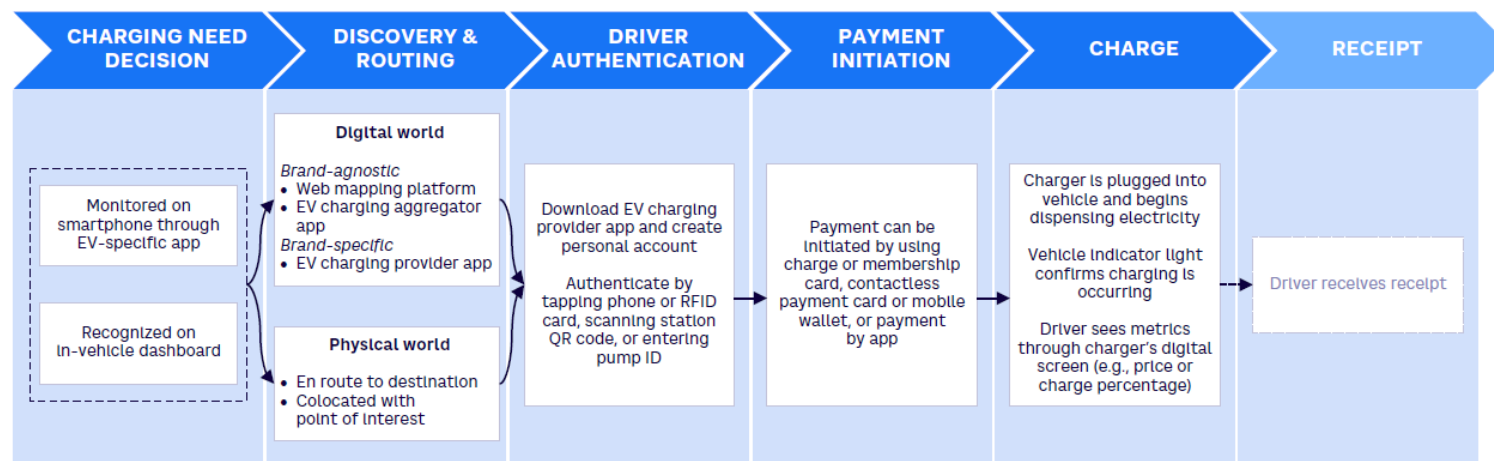 CHARGING NEED
DECISION
DISCOVERY &
ROUTING
DRIVER
AUTHENTICATION
PAYMENT
INITIATION
CHARGE
RECEIPT
Monitored on
smartphone through
EV-specific app
Recognized on
in-vehicle dashboard
Digital world
Brand-agnostic
• Web mapping platform
• EV charging aggregator
app
Brand-specific
• EV charging provider app
Physical world
• En route to destination
• Colocated with
point of interest
Download EV charging
provider app and create
personal account
Authenticate by
tapping phone or RFID
card, scanning station
QR code, or entering
pump ID
Payment can be
initiated by using
charge or membership
card, contactless
payment card or mobile
wallet, or payment
by app
Charger is plugged into
vehicle and begins
dispensing electricity
Vehicle indicator light
confirms charging is
occurring
Driver sees metrics
through charger's digital
screen (e.g., price or
charge percentage)
Driver receives receipt